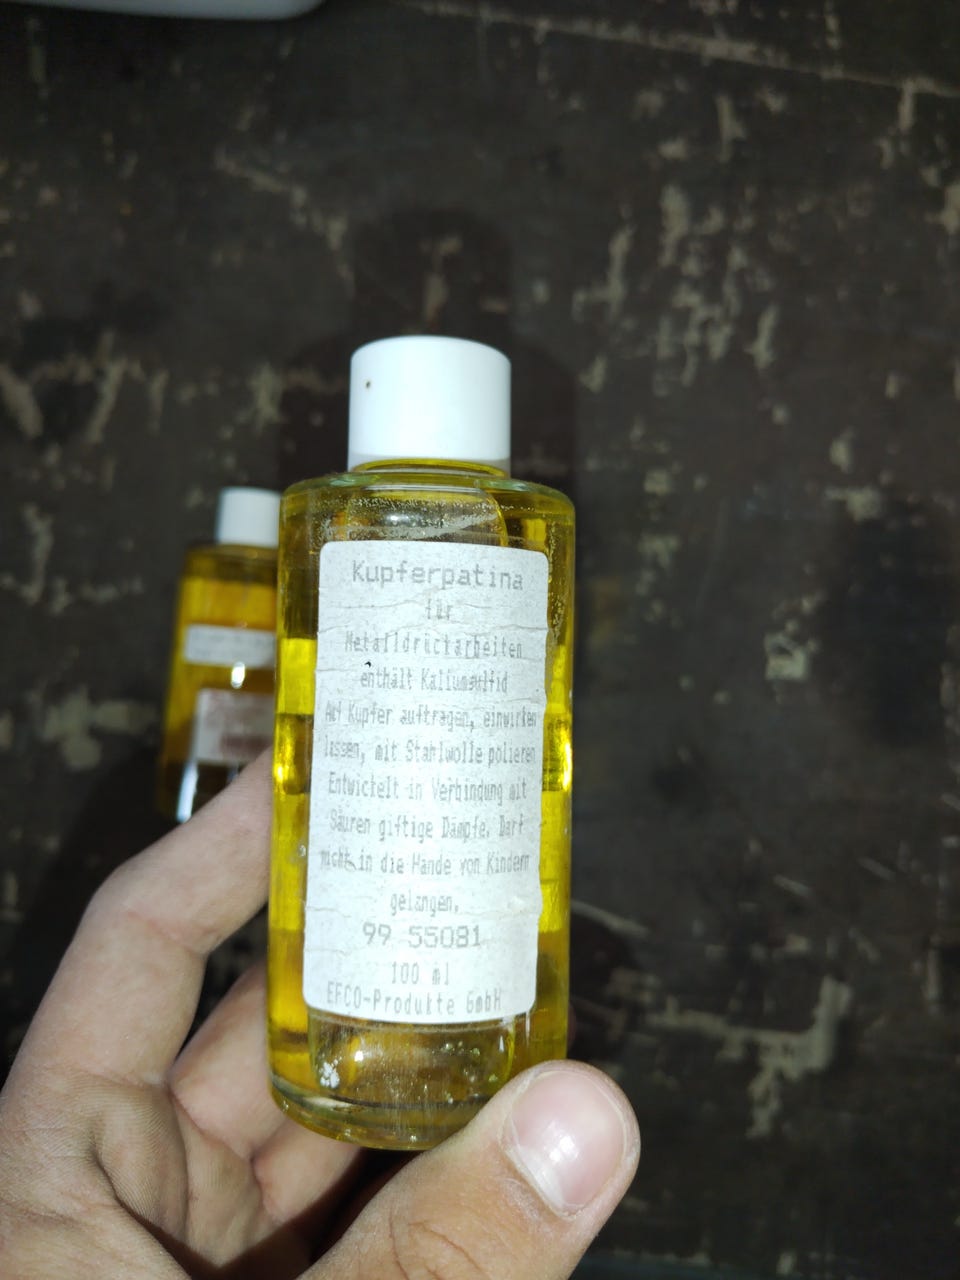 Kupferpatina
für
Metalldrückarbeiten
enthält Kaliumsulfid
Auf Kupfer auftragen, einwirken
lassen, mit Stahlwolle polieren
Entwickelt in Verbindung mit
Säuren giftige Dämpfe. Darf
nicht in die Hände von Kindern
gelangen.
99 55081
100 ml
EFCO-Produkte GmbH